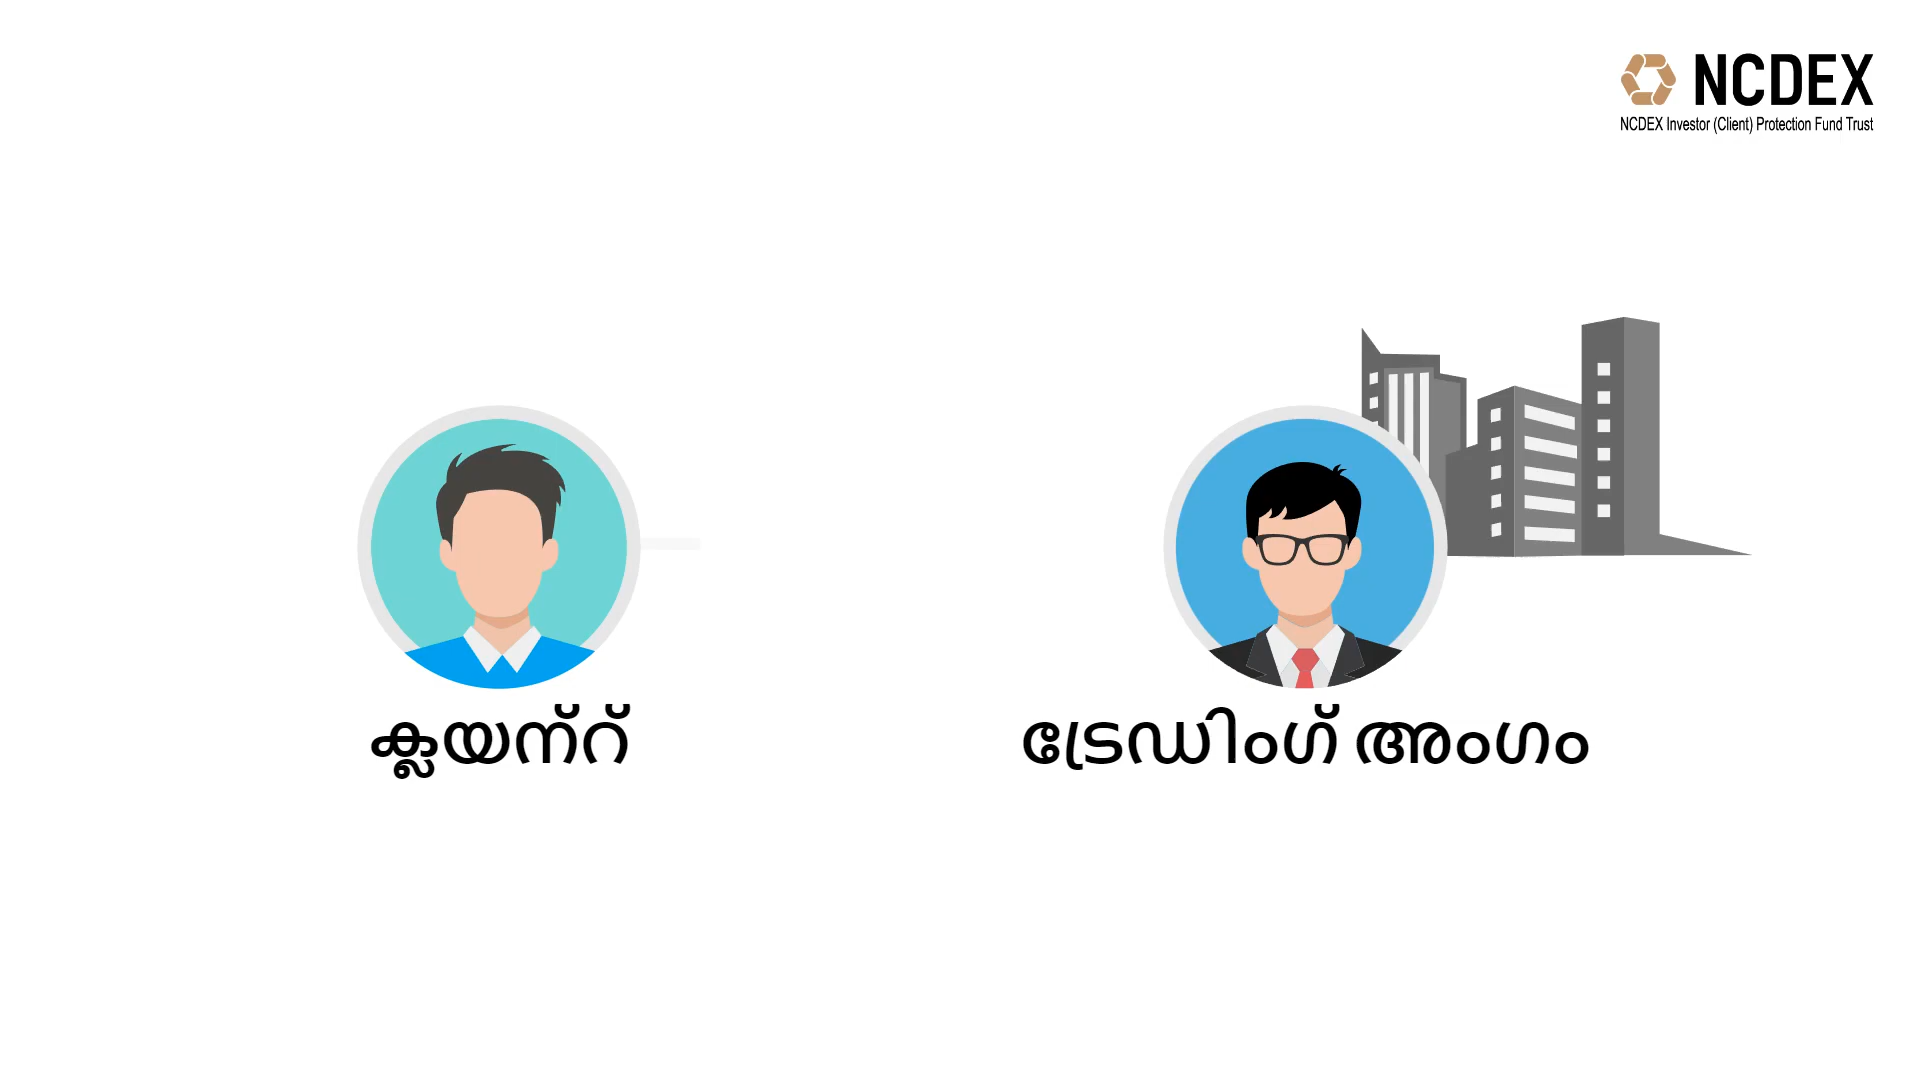 NCDEX
NCDEX Investor (Client) Protection Fund Trust
ക്ലയന്റ്
ട്രേഡിംഗ് അംഗം